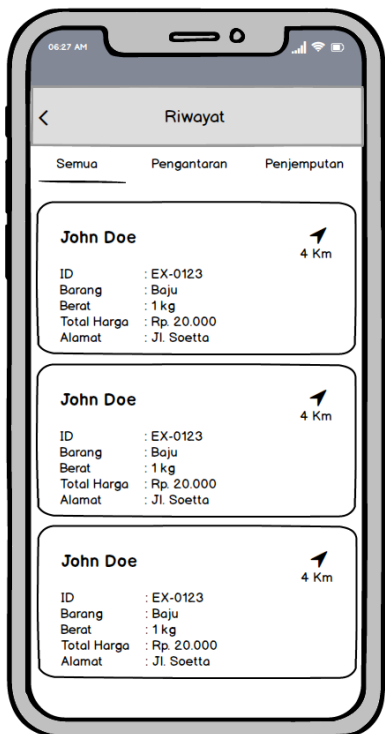 06:27 AM
Riwayat
Semua Pengantaran Penjemputan
John Doe
4 Km
ID : EX-0123
Barang : Baju
Berat : 1 kg
Total Harga : Rp. 20.000
Alamat : Jl. Soetta
John Doe
4 Km
ID : EX-0123
Barang : Baju
Berat : 1 kg
Total Harga : Rp. 20.000
Alamat : Jl. Soetta
John Doe
4 Km
ID : EX-0123
Barang : Baju
Berat : 1 kg
Total Harga : Rp. 20.000
Alamat : Jl. Soetta